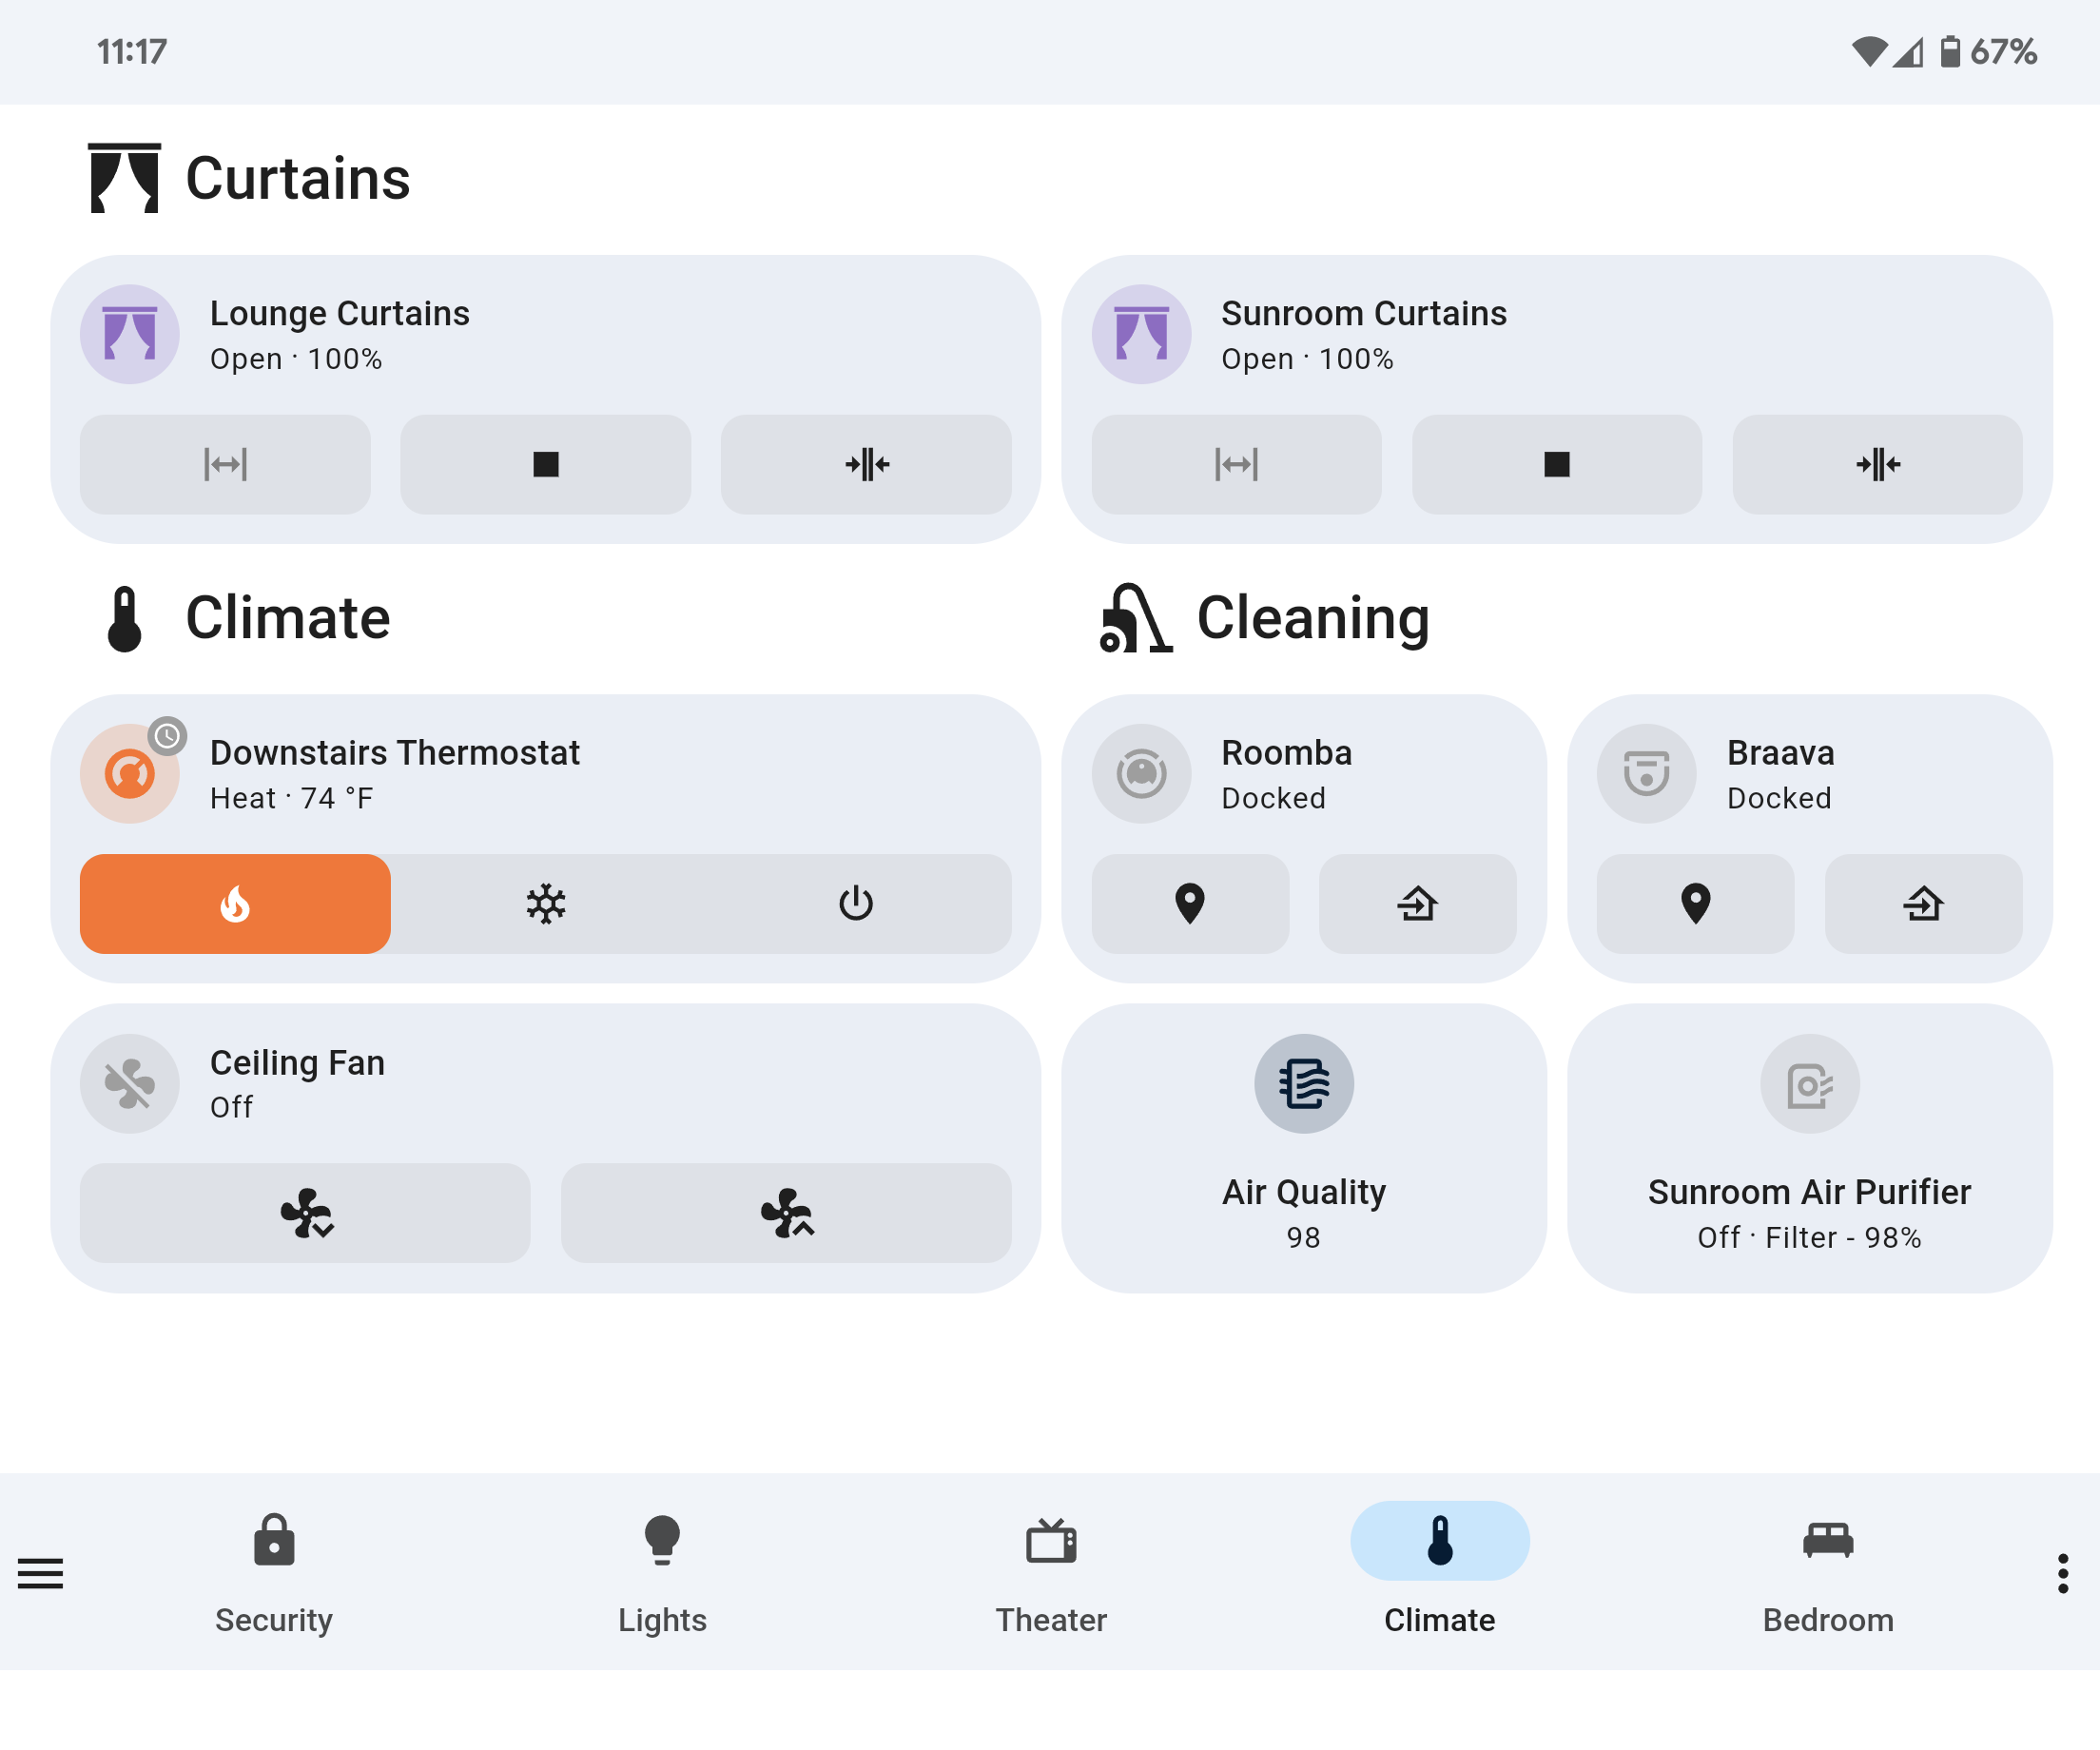 11:17
67%
Curtains
Lounge Curtains
Open · 100%
Sunroom Curtains
Open · 100%
Climate
Cleaning
Downstairs Thermostat
Heat · 74 °F
Roomba
Docked
Braava
Docked
Ceiling Fan
Off
Air Quality
98
Sunroom Air Purifier
Off · Filter - 98%
Security
Lights
Theater
Climate
Bedroom